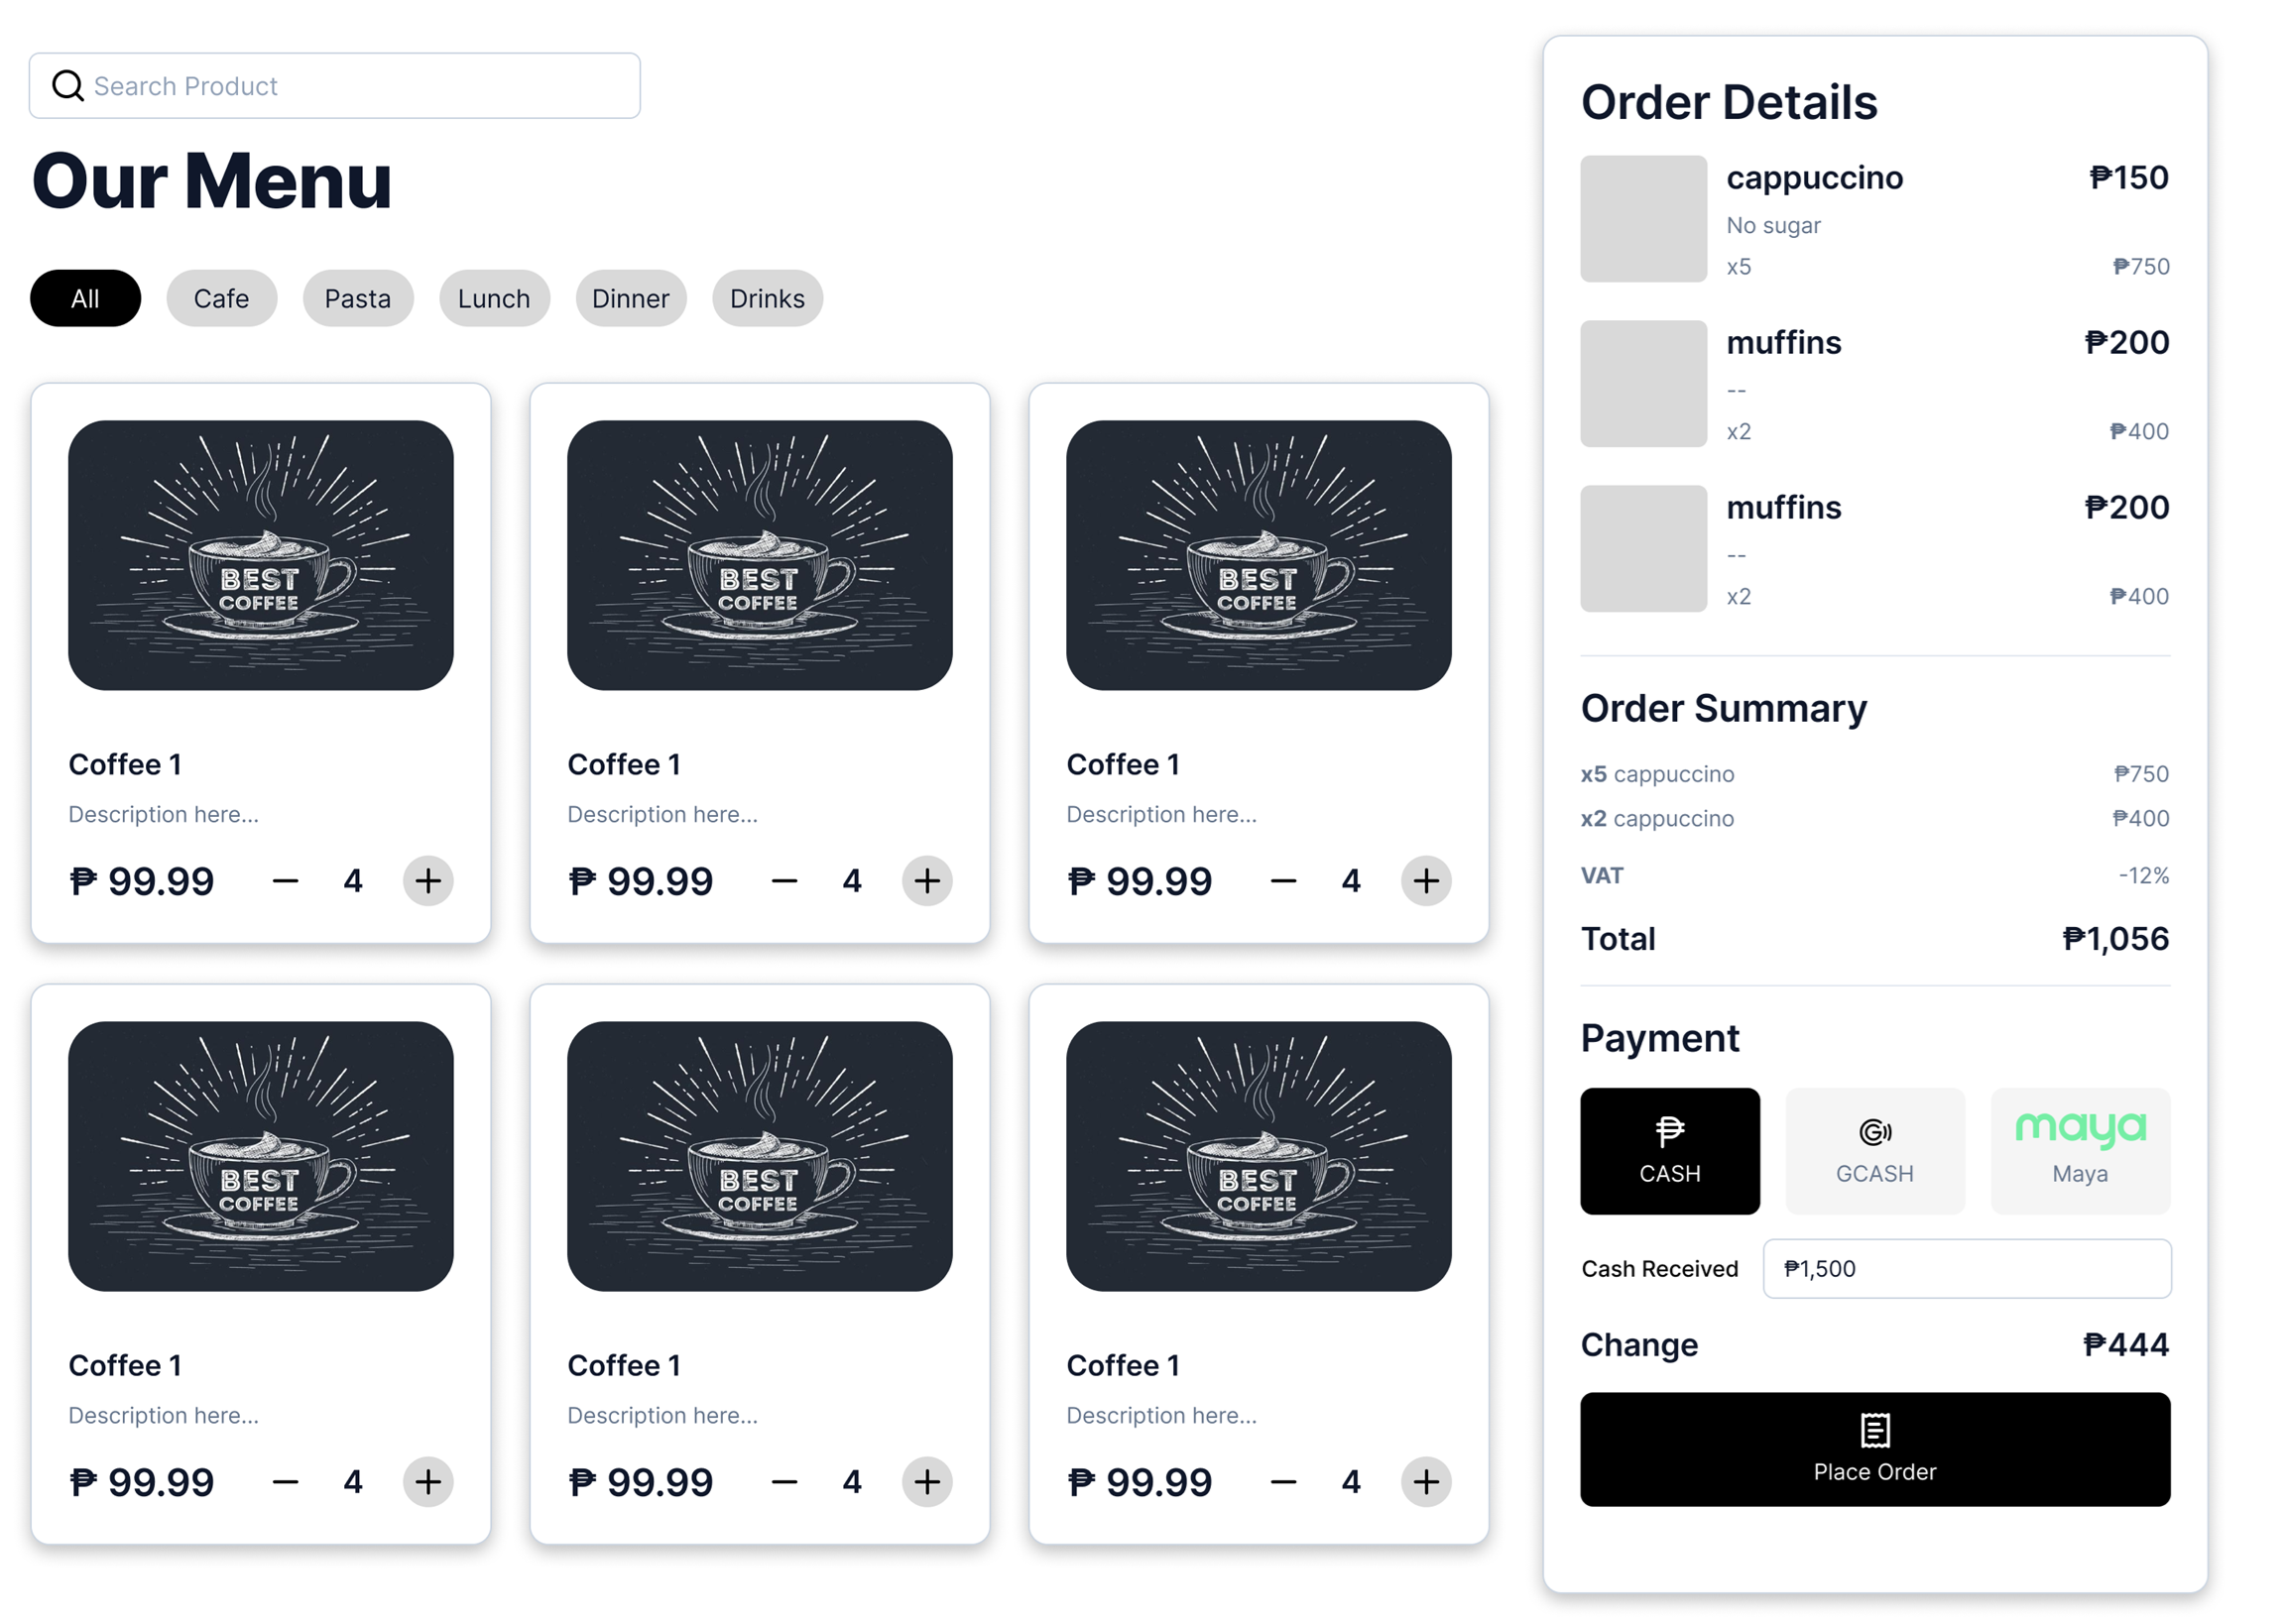 Search Product
Our Menu
All Cafe Pasta Lunch Dinner Drinks
BEST COFFEE
Coffee 1
Description here...
₱ 99.99 − 4 +
BEST COFFEE
Coffee 1
Description here...
₱ 99.99 − 4 +
BEST COFFEE
Coffee 1
Description here...
₱ 99.99 − 4 +
BEST COFFEE
Coffee 1
Description here...
₱ 99.99 − 4 +
BEST COFFEE
Coffee 1
Description here...
₱ 99.99 − 4 +
BEST COFFEE
Coffee 1
Description here...
₱ 99.99 − 4 +
Order Details
cappuccino ₱150
No sugar
x5 ₱750
muffins ₱200
--
x2 ₱400
muffins ₱200
--
x2 ₱400
Order Summary
x5 cappuccino ₱750
x2 cappuccino ₱400
VAT -12%
Total ₱1,056
Payment
₱ G maya
CASH GCASH Maya
Cash Received ₱1,500
Change ₱444
Place Order